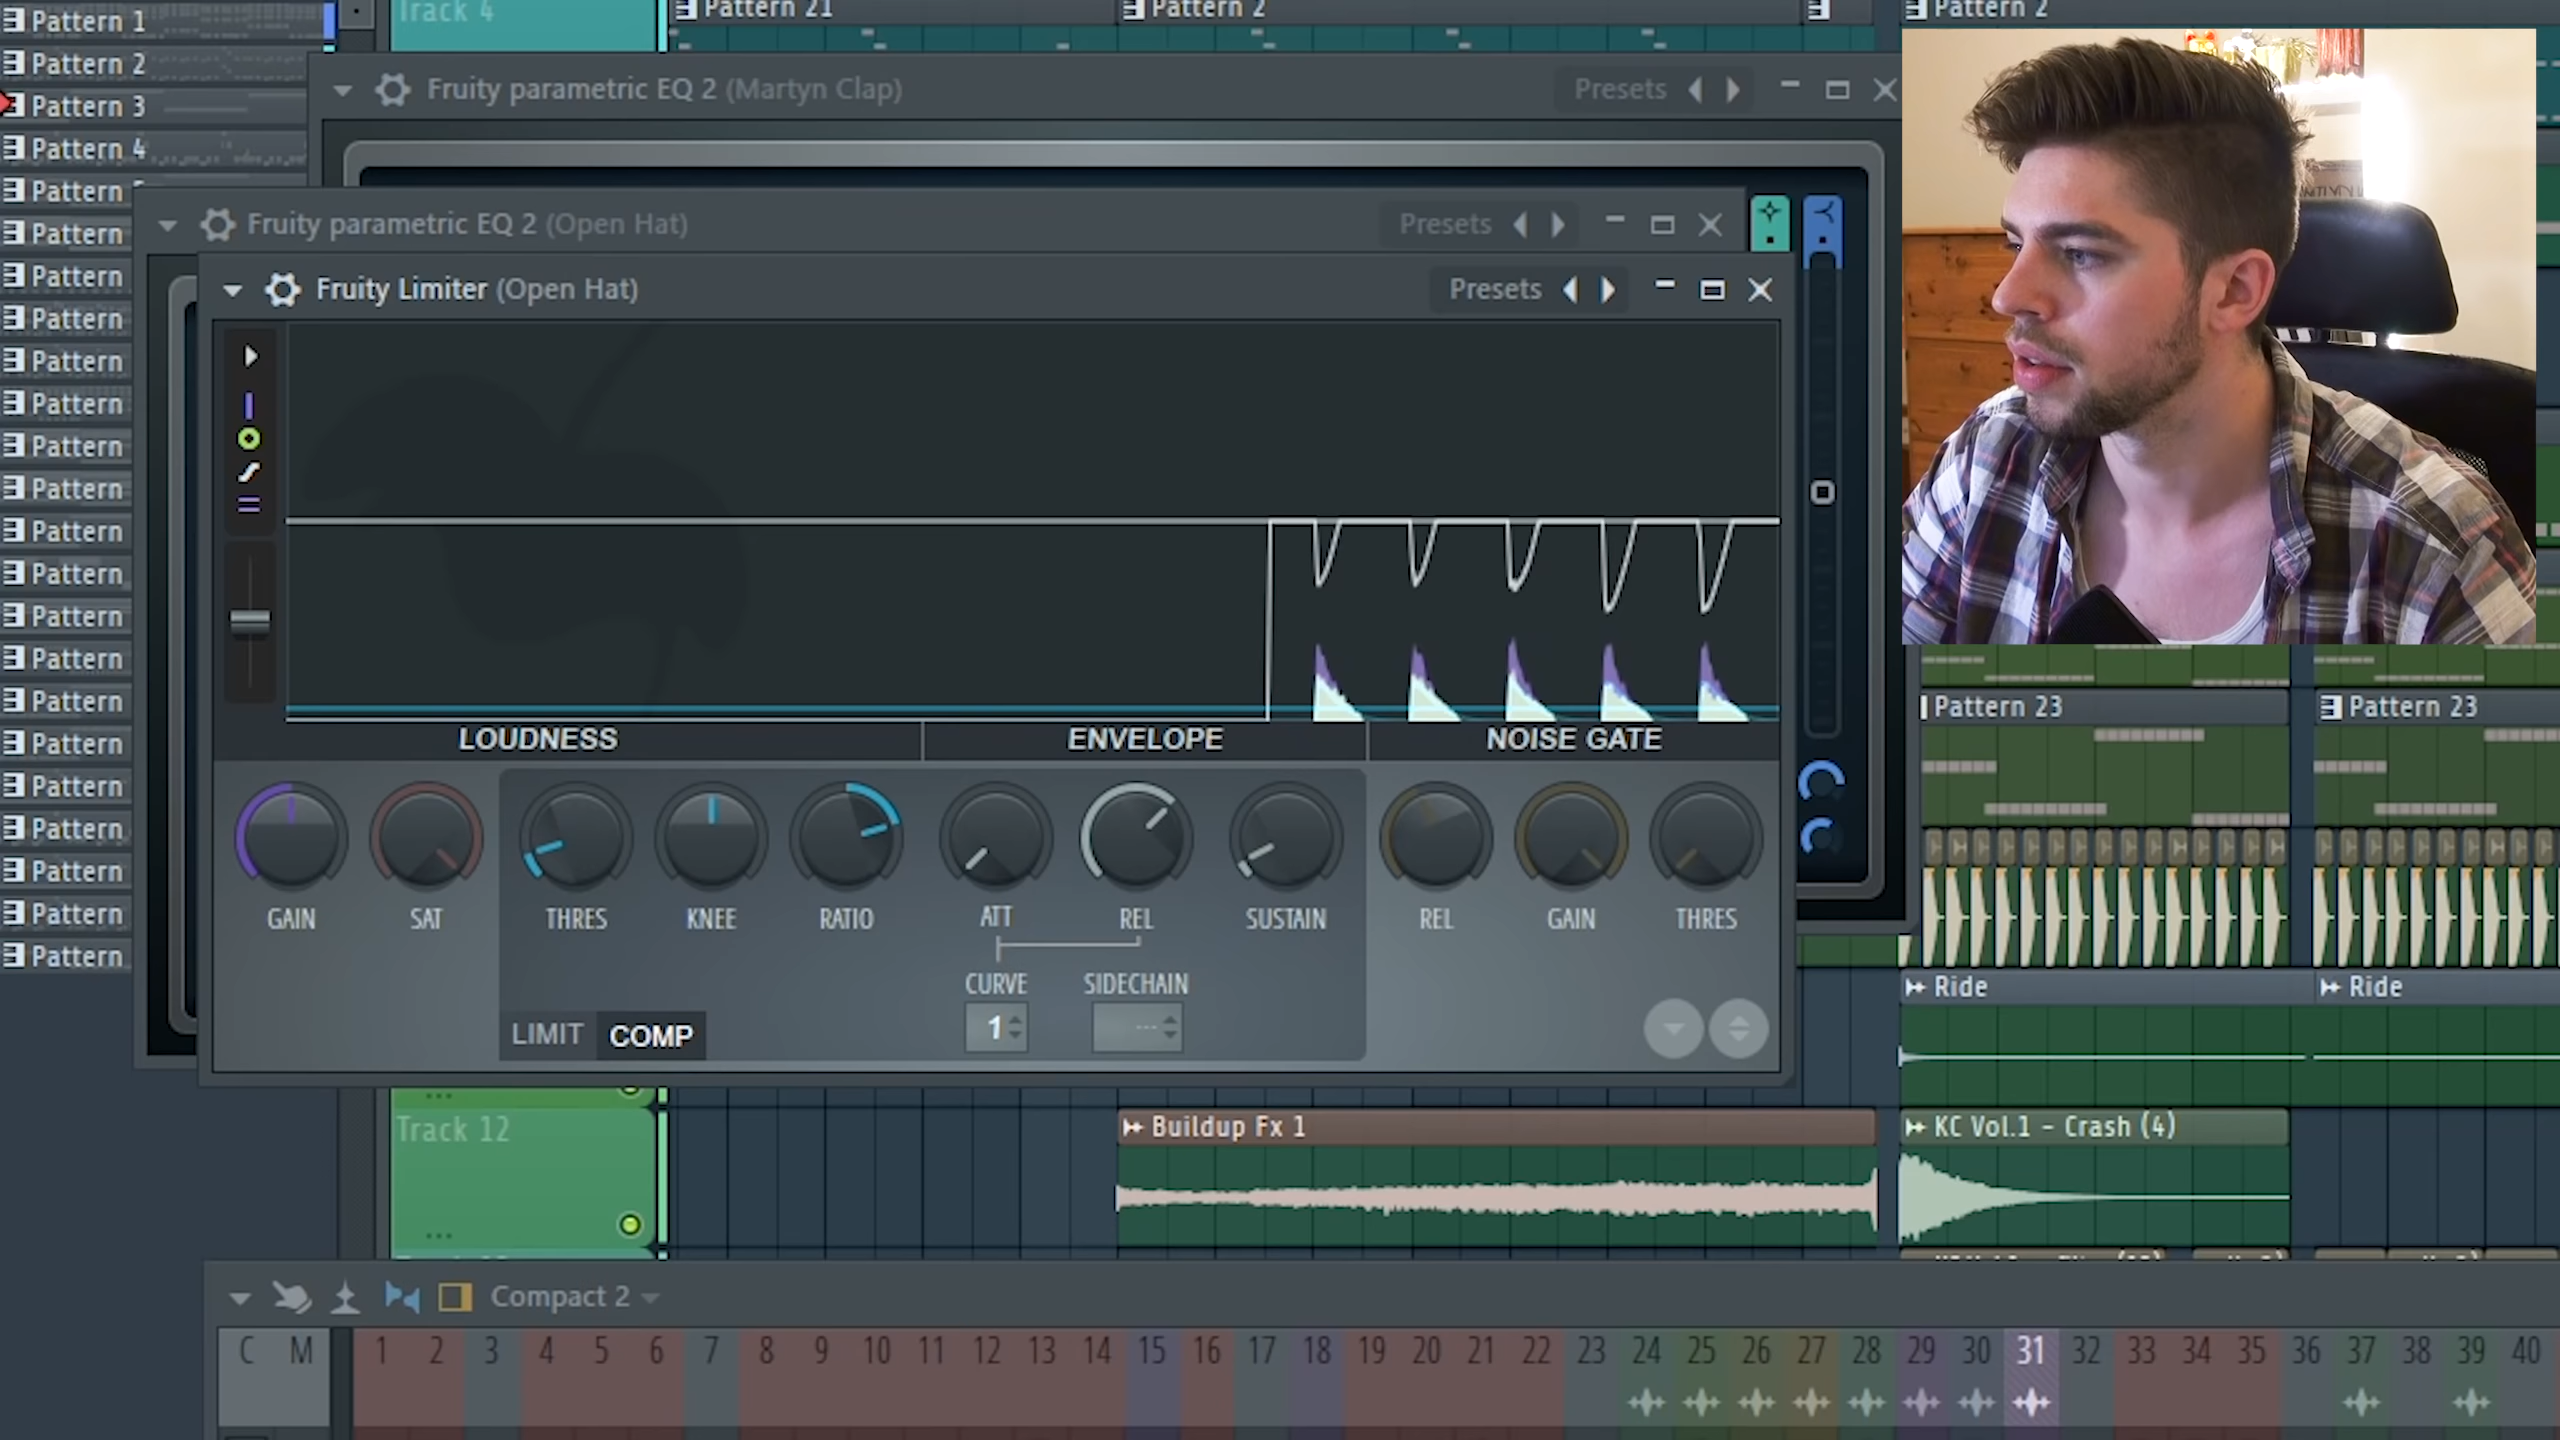 Pattern 1
Track 4
Pattern 21
Pattern 2
Pattern 2
Pattern 2
Fruity parametric EQ 2 (Martyn Clap)
Presets
Pattern 3
Pattern 4
Pattern
Fruity parametric EQ 2 (Open Hat)
Presets
Pattern
Pattern
Fruity Limiter (Open Hat)
Presets
Pattern
Pattern
Pattern
Pattern
Pattern
Pattern
Pattern
Pattern
Pattern
Pattern
Pattern 23
Pattern 23
Pattern
LOUDNESS
ENVELOPE
NOISE GATE
Pattern
Pattern
Pattern
Pattern
Pattern
GAIN
SAT
THRES
KNEE
RATIO
ATT
REL
SUSTAIN
REL
GAIN
THRES
CURVE
SIDECHAIN
1
---
LIMIT
COMP
Ride
Ride
Track 12
Buildup Fx 1
KC Vol.1 - Crash (4)
Compact 2
C M 1 2 3 4 5 6 7 8 9 10 11 12 13 14 15 16 17 18 19 20 21 22 23 24 25 26 27 28 29 30 31 32 33 34 35 36 37 38 39 40